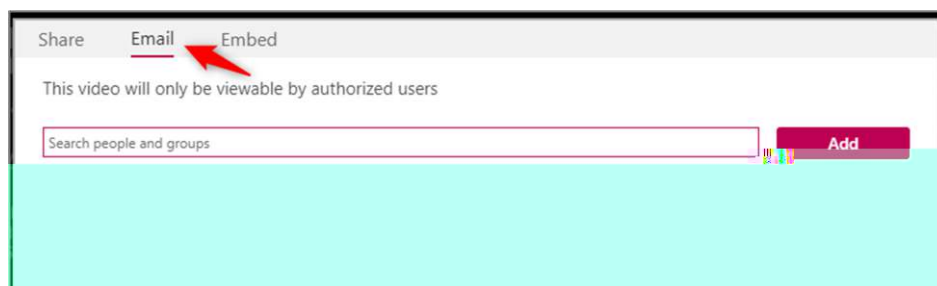 Share Email Embed
This video will only be viewable by authorized users
Search people and groups Add